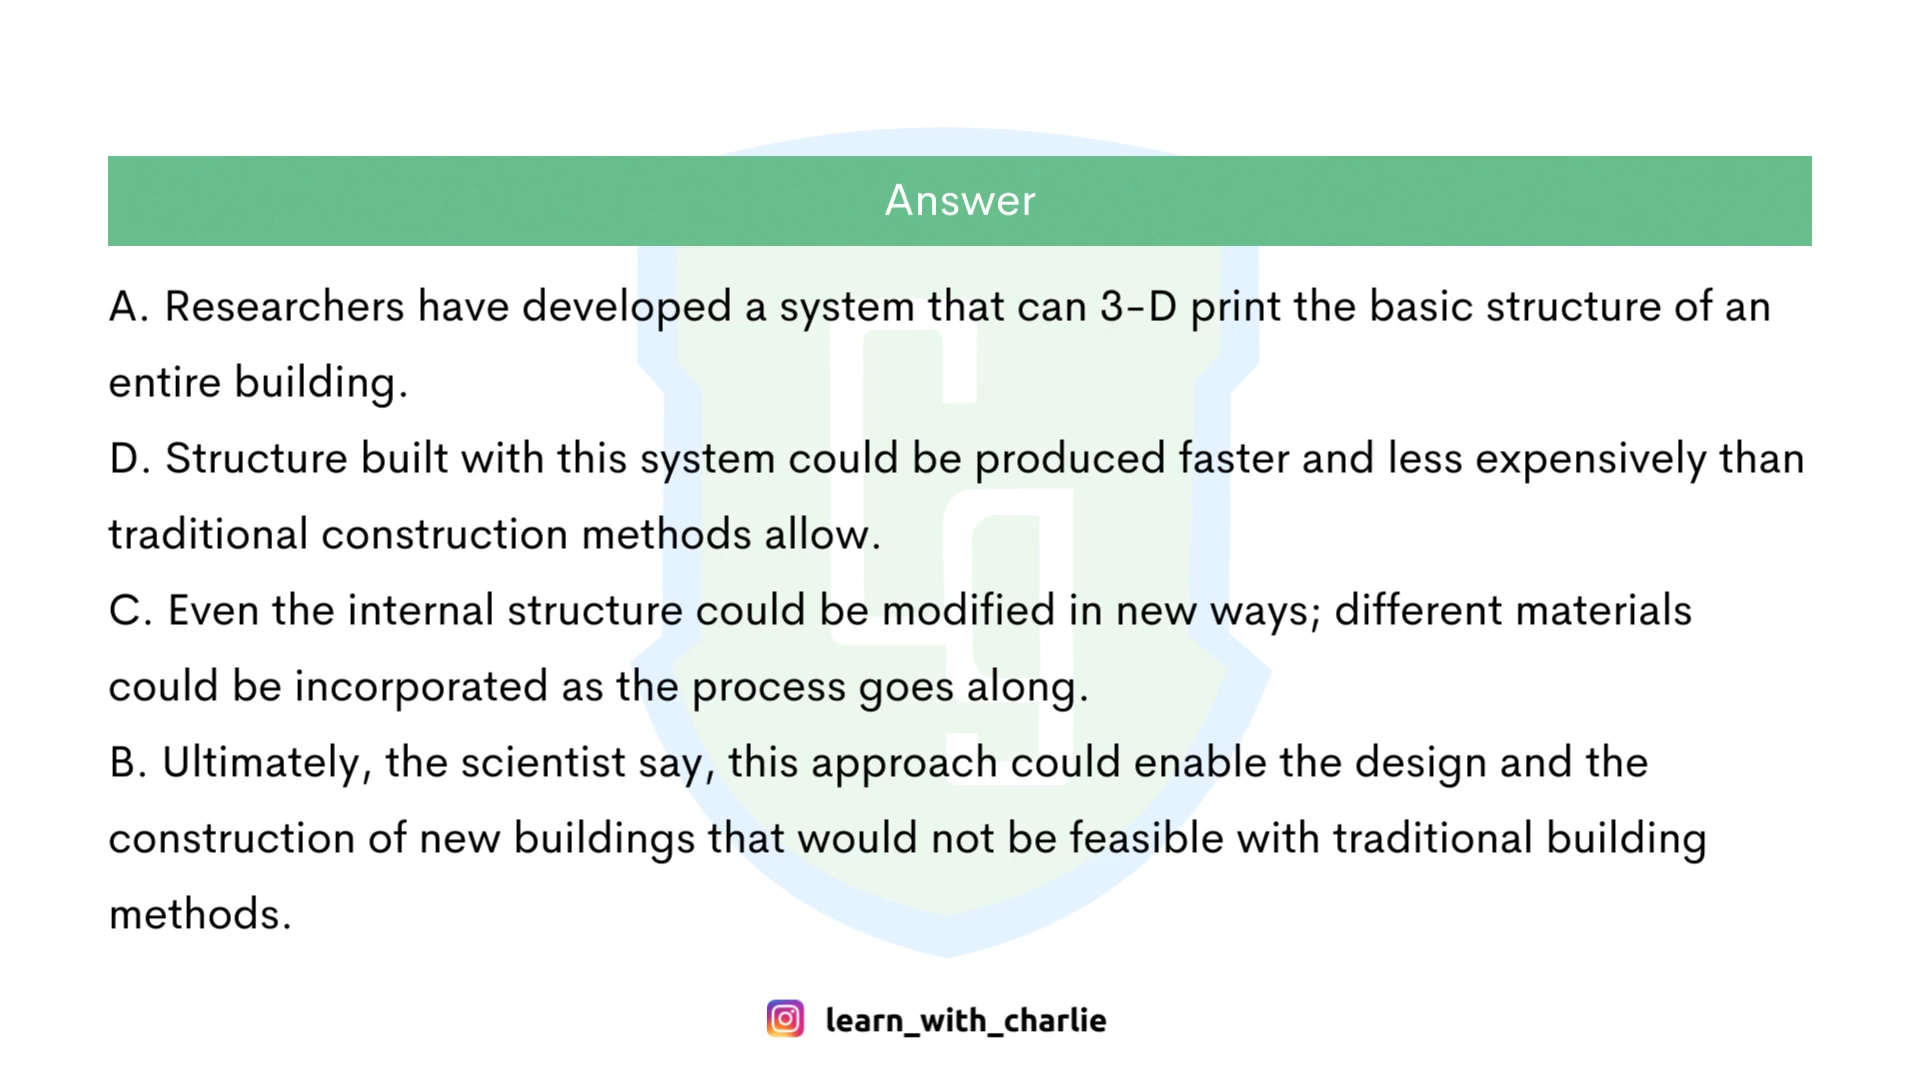 Answer
A. Researchers have developed a system that can 3-D print the basic structure of an
entire building.
D. Structure built with this system could be produced faster and less expensively than
traditional construction methods allow.
C. Even the internal structure could be modified in new ways; different materials
could be incorporated as the process goes along.
B. Ultimately, the scientist say, this approach could enable the design and the
construction of new buildings that would not be feasible with traditional building
methods.
learn_with_charlie